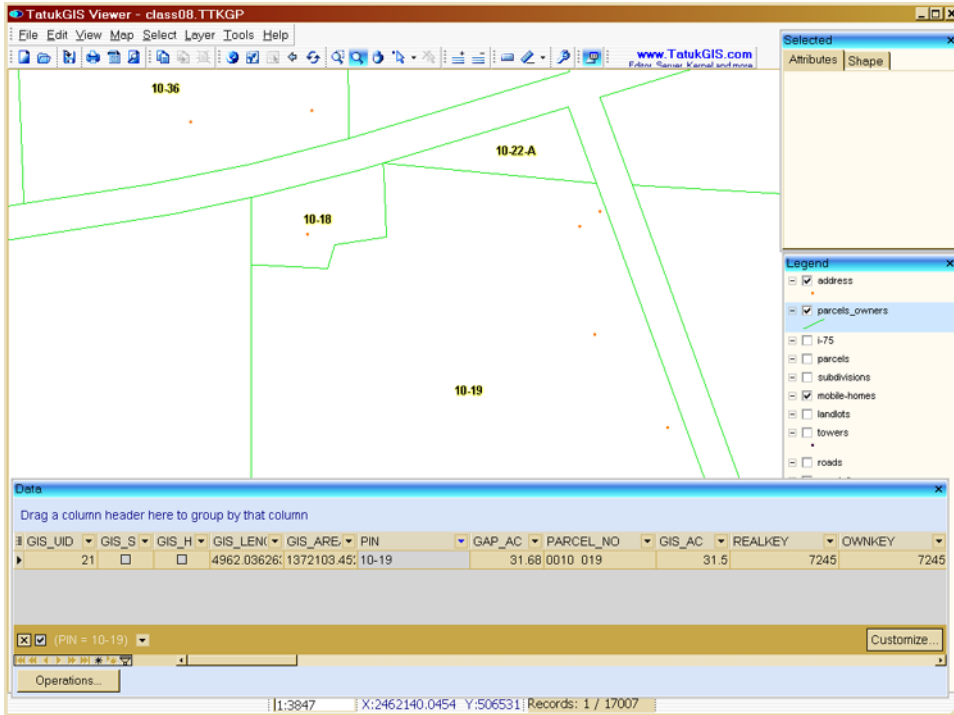 TatukGIS Viewer - class08.TTKGP
File Edit View Map Select Layer Tools Help
www.TatukGIS.com
Editor, Server, Kernel and more
Selected
Attributes Shape
10-36
10-22-A
10-18
10-19
Legend
address
parcels_owners
i-75
parcels
subdivisions
mobile-homes
landlots
towers
roads
Data
Drag a column header here to group by that column
GIS_UID GIS_S GIS_H GIS_LEN( GIS_ARE PIN GAP_AC PARCEL_NO GIS_AC REALKEY OWNKEY
21 4962.03626 1372103.45 10-19 31.68 0010 019 31.5 7245 7245
(PIN = 10-19)
Customize...
Operations...
1:3847 X:2462140.0454 Y:506531 Records: 1 / 17007